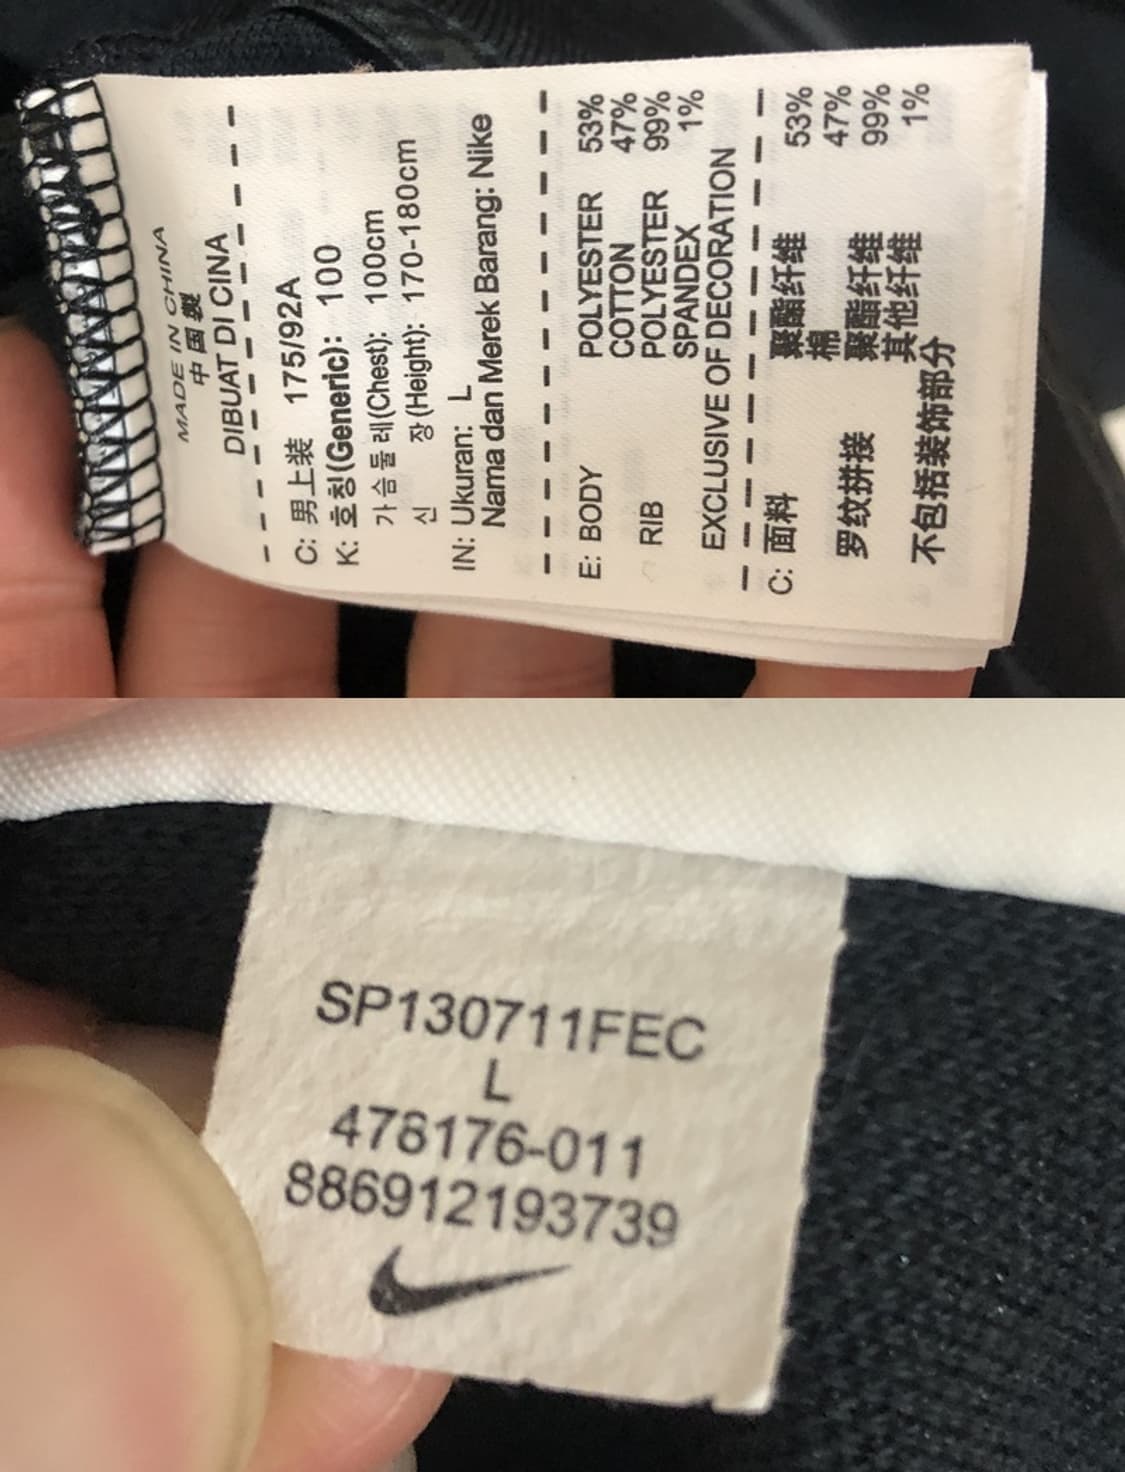 MADE IN CHINA
中国製
DIBUAT DI CINA
C: 男上装 175/92A
K: 호칭(Generic): 100
가슴둘레(Chest): 100cm
신 장(Height): 170-180cm
IN: Ukuran: L
Nama dan Merek Barang: Nike
E: BODY POLYESTER 53%
COTTON 47%
RIB POLYESTER 99%
SPANDEX 1%
EXCLUSIVE OF DECORATION
C: 面料 聚酯纤维 53%
棉 47%
罗纹拼接 聚酯纤维 99%
其他纤维 1%
不包括装饰部分
SP130711FEC
L
478176-011
886912193739